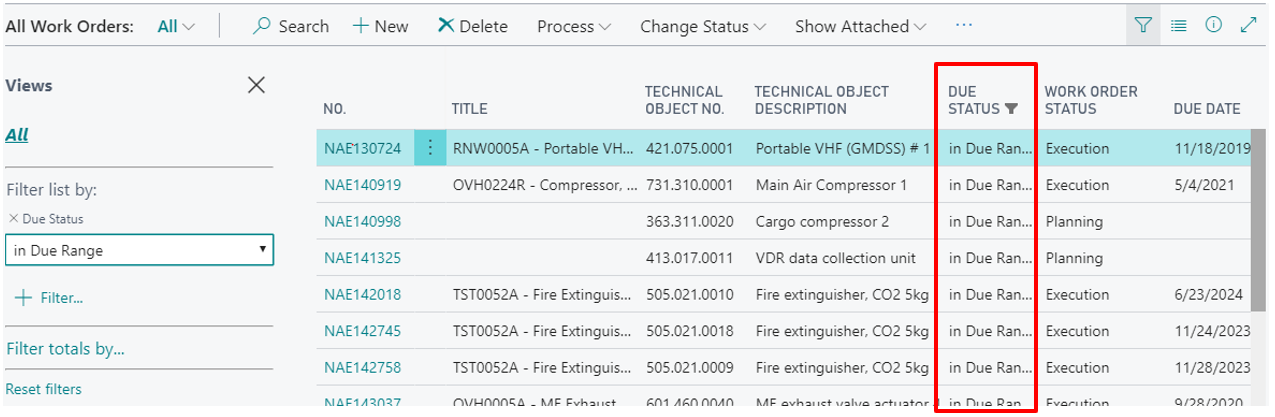 All Work Orders: All Search New Delete Process Change Status Show Attached ...
Views
All
Filter list by:
Due Status
in Due Range
Filter...
Filter totals by...
Reset filters
NO. TITLE TECHNICAL OBJECT NO. TECHNICAL OBJECT DESCRIPTION DUE STATUS WORK ORDER STATUS DUE DATE
NAE130724 RNW0005A - Portable VH... 421.075.0001 Portable VHF (GMDSS) # 1 in Due Ran... Execution 11/18/2019
NAE140919 OVH0224R - Compressor, ... 731.310.0001 Main Air Compressor 1 in Due Ran... Execution 5/4/2021
NAE140998 363.311.0020 Cargo compressor 2 in Due Ran... Planning
NAE141325 413.017.0011 VDR data collection unit in Due Ran... Planning
NAE142018 TST0052A - Fire Extinguis... 505.021.0010 Fire extinguisher, CO2 5kg in Due Ran... Execution 6/23/2024
NAE142745 TST0052A - Fire Extinguis... 505.021.0018 Fire extinguisher, CO2 5kg in Due Ran... Execution 11/24/2023
NAE142758 TST0052A - Fire Extinguis... 505.021.0009 Fire extinguisher, CO2 5kg in Due Ran... Execution 11/28/2023
NAE143037 OVH0005A - ME Exhaust 601.460.0040 ME exhaust valve actuator in Due Ran Execution 9/28/2020